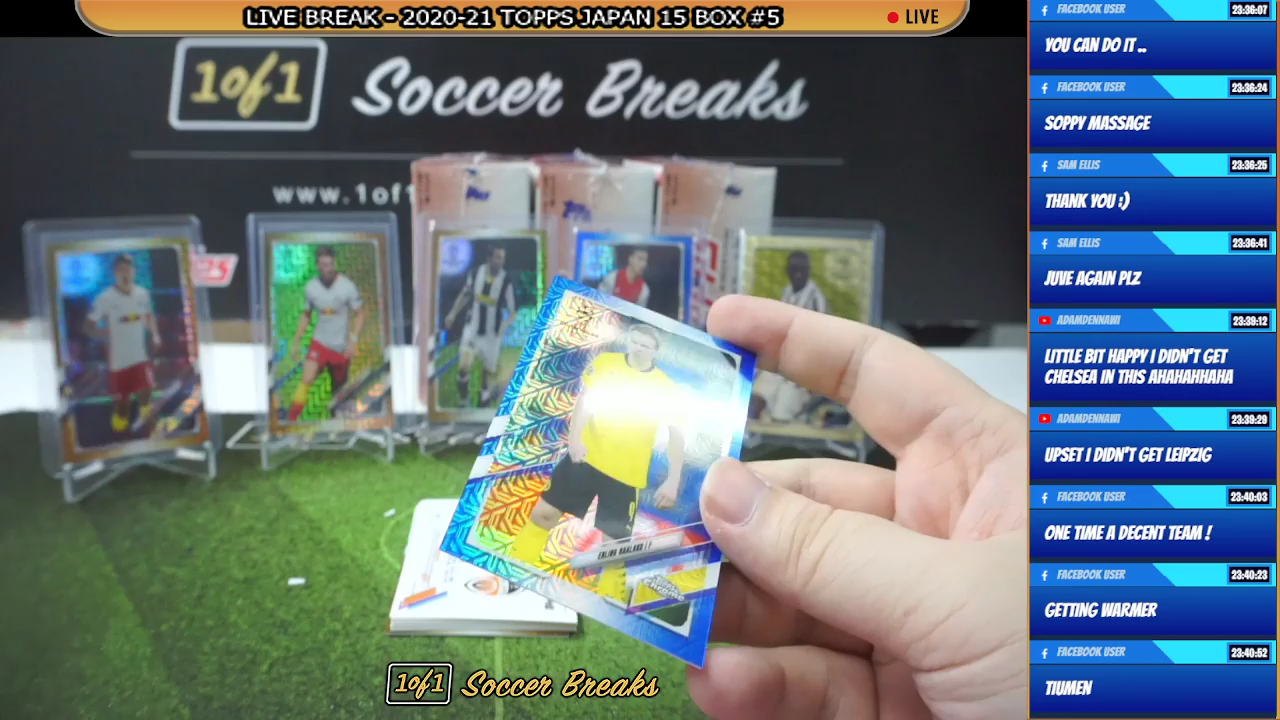 LIVE BREAK - 2020-21 TOPPS JAPAN 15 BOX #5
LIVE
1of1
Soccer Breaks
www.1of1
ERLING HAALAND | F
CHROME
1of1 Soccer Breaks
FACEBOOK USER
23:36:07
YOU CAN DO IT ..
FACEBOOK USER
23:36:24
SOPPY MASSAGE
SAM ELLIS
23:36:25
THANK YOU :)
SAM ELLIS
23:36:41
JUVE AGAIN PLZ
ADAMDENNAWI
23:39:12
LITTLE BIT HAPPY I DIDN'T GET
CHELSEA IN THIS AHAHAHHAHA
ADAMDENNAWI
23:39:29
UPSET I DIDN'T GET LEIPZIG
FACEBOOK USER
23:40:03
ONE TIME A DECENT TEAM !
FACEBOOK USER
23:40:23
GETTING WARMER
FACEBOOK USER
23:40:52
TIUMEN